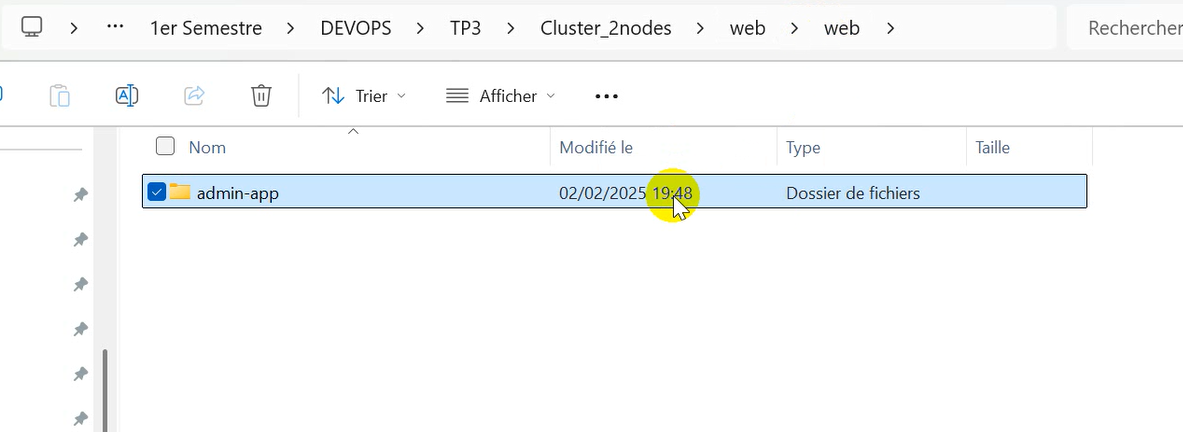 ··· 1er Semestre > DEVOPS > TP3 > Cluster_2nodes > web > web > Rechercher
Trier Afficher ···
Nom Modifié le Type Taille
admin-app 02/02/2025 19:48 Dossier de fichiers